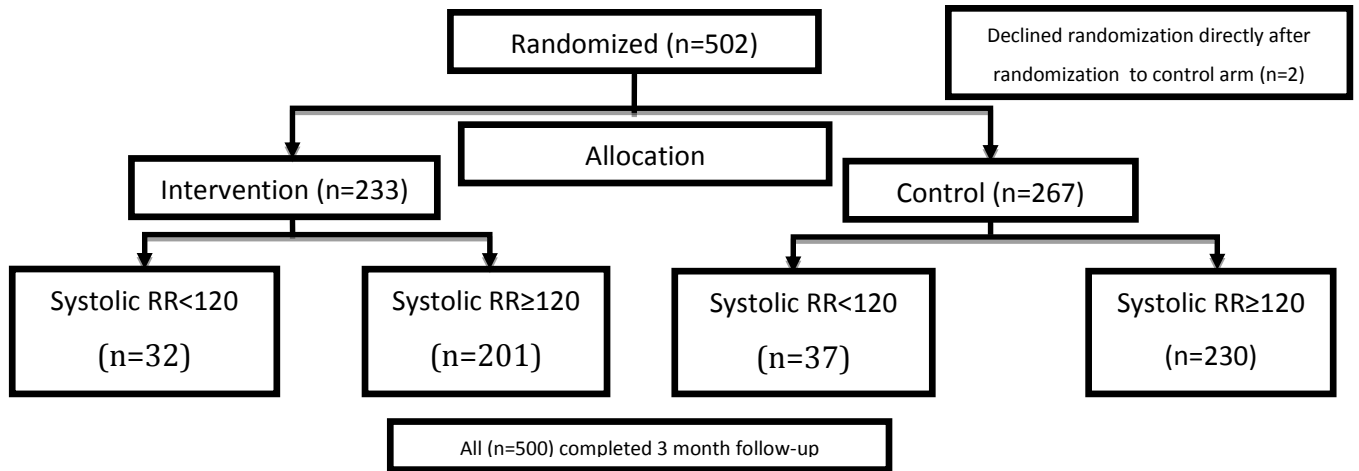 Randomized (n=502)
Declined randomization directly after
randomization to control arm (n=2)
Allocation
Intervention (n=233)
Control (n=267)
Systolic RR<120
(n=32)
Systolic RR≥120
(n=201)
Systolic RR<120
(n=37)
Systolic RR≥120
(n=230)
All (n=500) completed 3 month follow-up